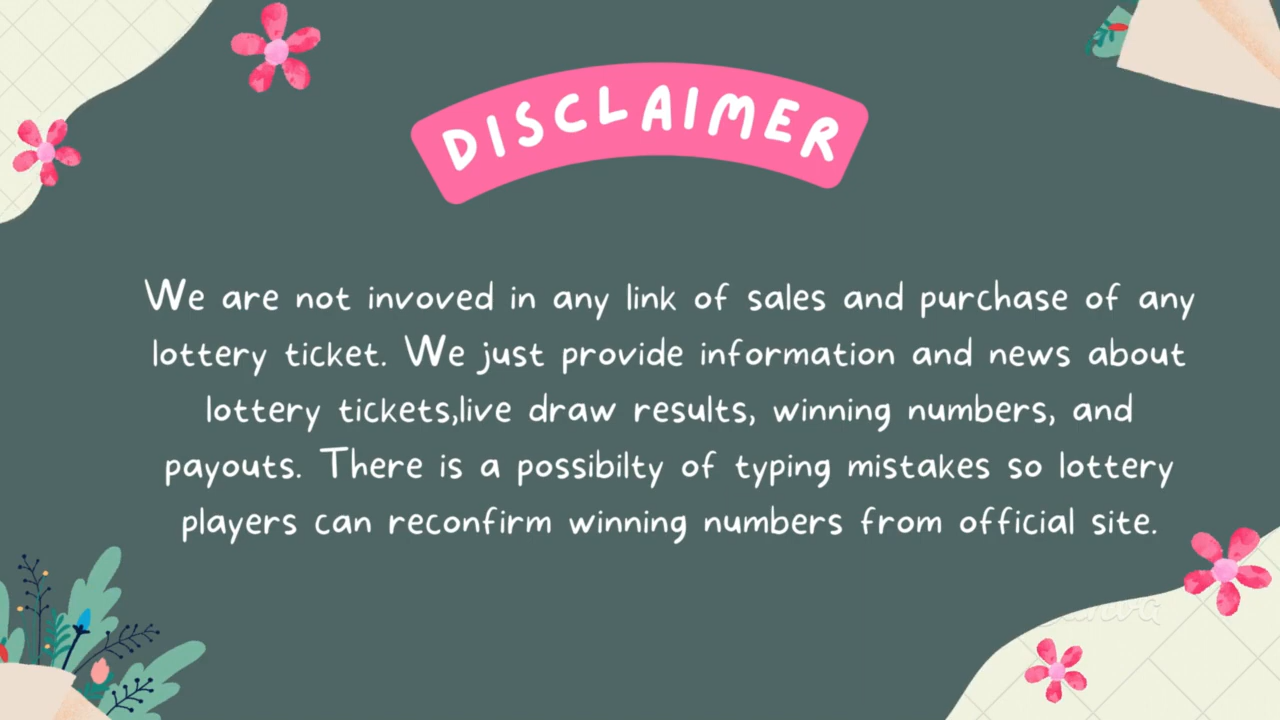 DISCLAIMER
We are not invoved in any link of sales and purchase of any
lottery ticket. We just provide information and news about
lottery tickets,live draw results, winning numbers, and
payouts. There is a possibilty of typing mistakes so lottery
players can reconfirm winning numbers from official site.
Canva